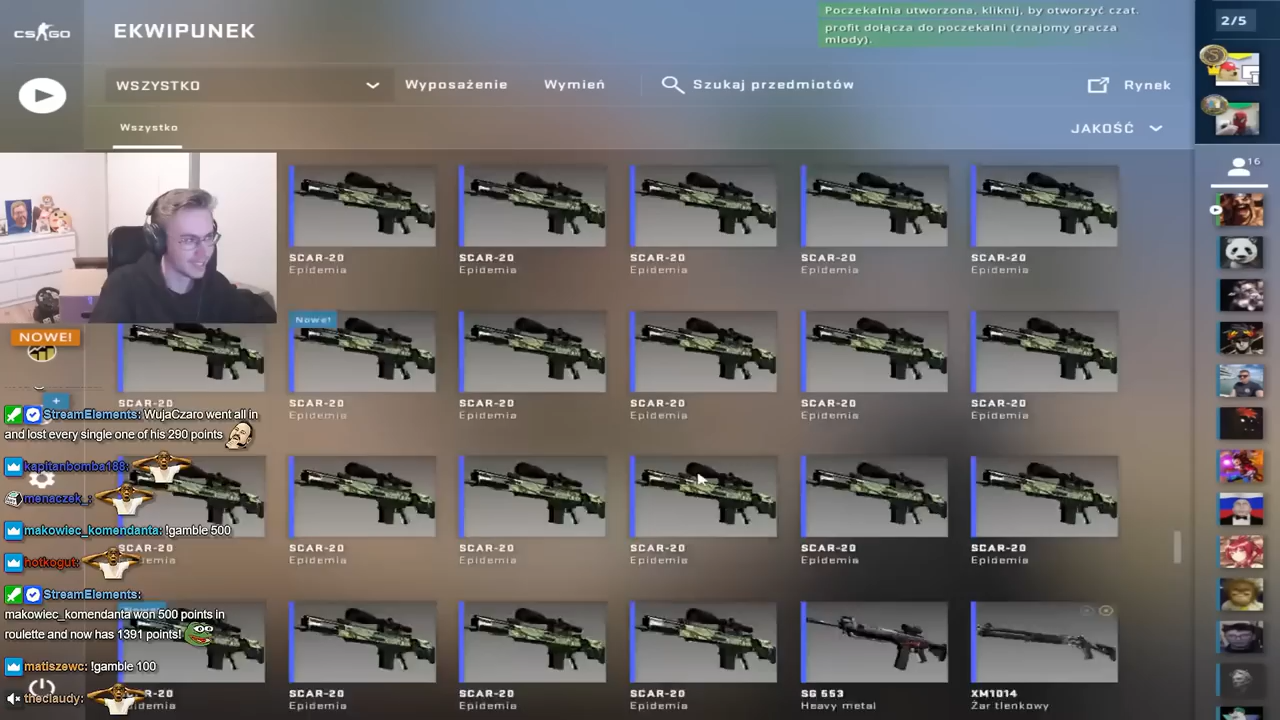 CS:GO
EKWIPUNEK
Poczekalnia utworzona, kliknij, by otworzyć czat.
profit dołącza do poczekalni (znajomy gracza
młody).
2/5
WSZYSTKO
Wyposażenie
Wymień
Szukaj przedmiotów
Rynek
Wszystko
JAKOŚĆ
16
SCAR-20 SCAR-20 SCAR-20 SCAR-20 SCAR-20
Epidemia Epidemia Epidemia Epidemia Epidemia
NOWE!
Nowe!
SCAR-20 SCAR-20 SCAR-20 SCAR-20 SCAR-20 SCAR-20
Epidemia Epidemia Epidemia Epidemia Epidemia
StreamElements: WujaCzaro went all in
and lost every single one of his 290 points
kapitanbomba188:
menaczek_:
makowiec_komendanta: !gamble 500
SCAR-20 SCAR-20 SCAR-20 SCAR-20 SCAR-20 SCAR-20
Epidemia Epidemia Epidemia Epidemia Epidemia Epidemia
hotkogut:
StreamElements:
makowiec_komendanta won 500 points in
roulette and now has 1391 points!
matiszewc: !gamble 100
theclaudy:
R-20 SCAR-20 SCAR-20 SCAR-20 SG 553 XM1014
demia Epidemia Epidemia Epidemia Heavy metal Żar tlenkowy